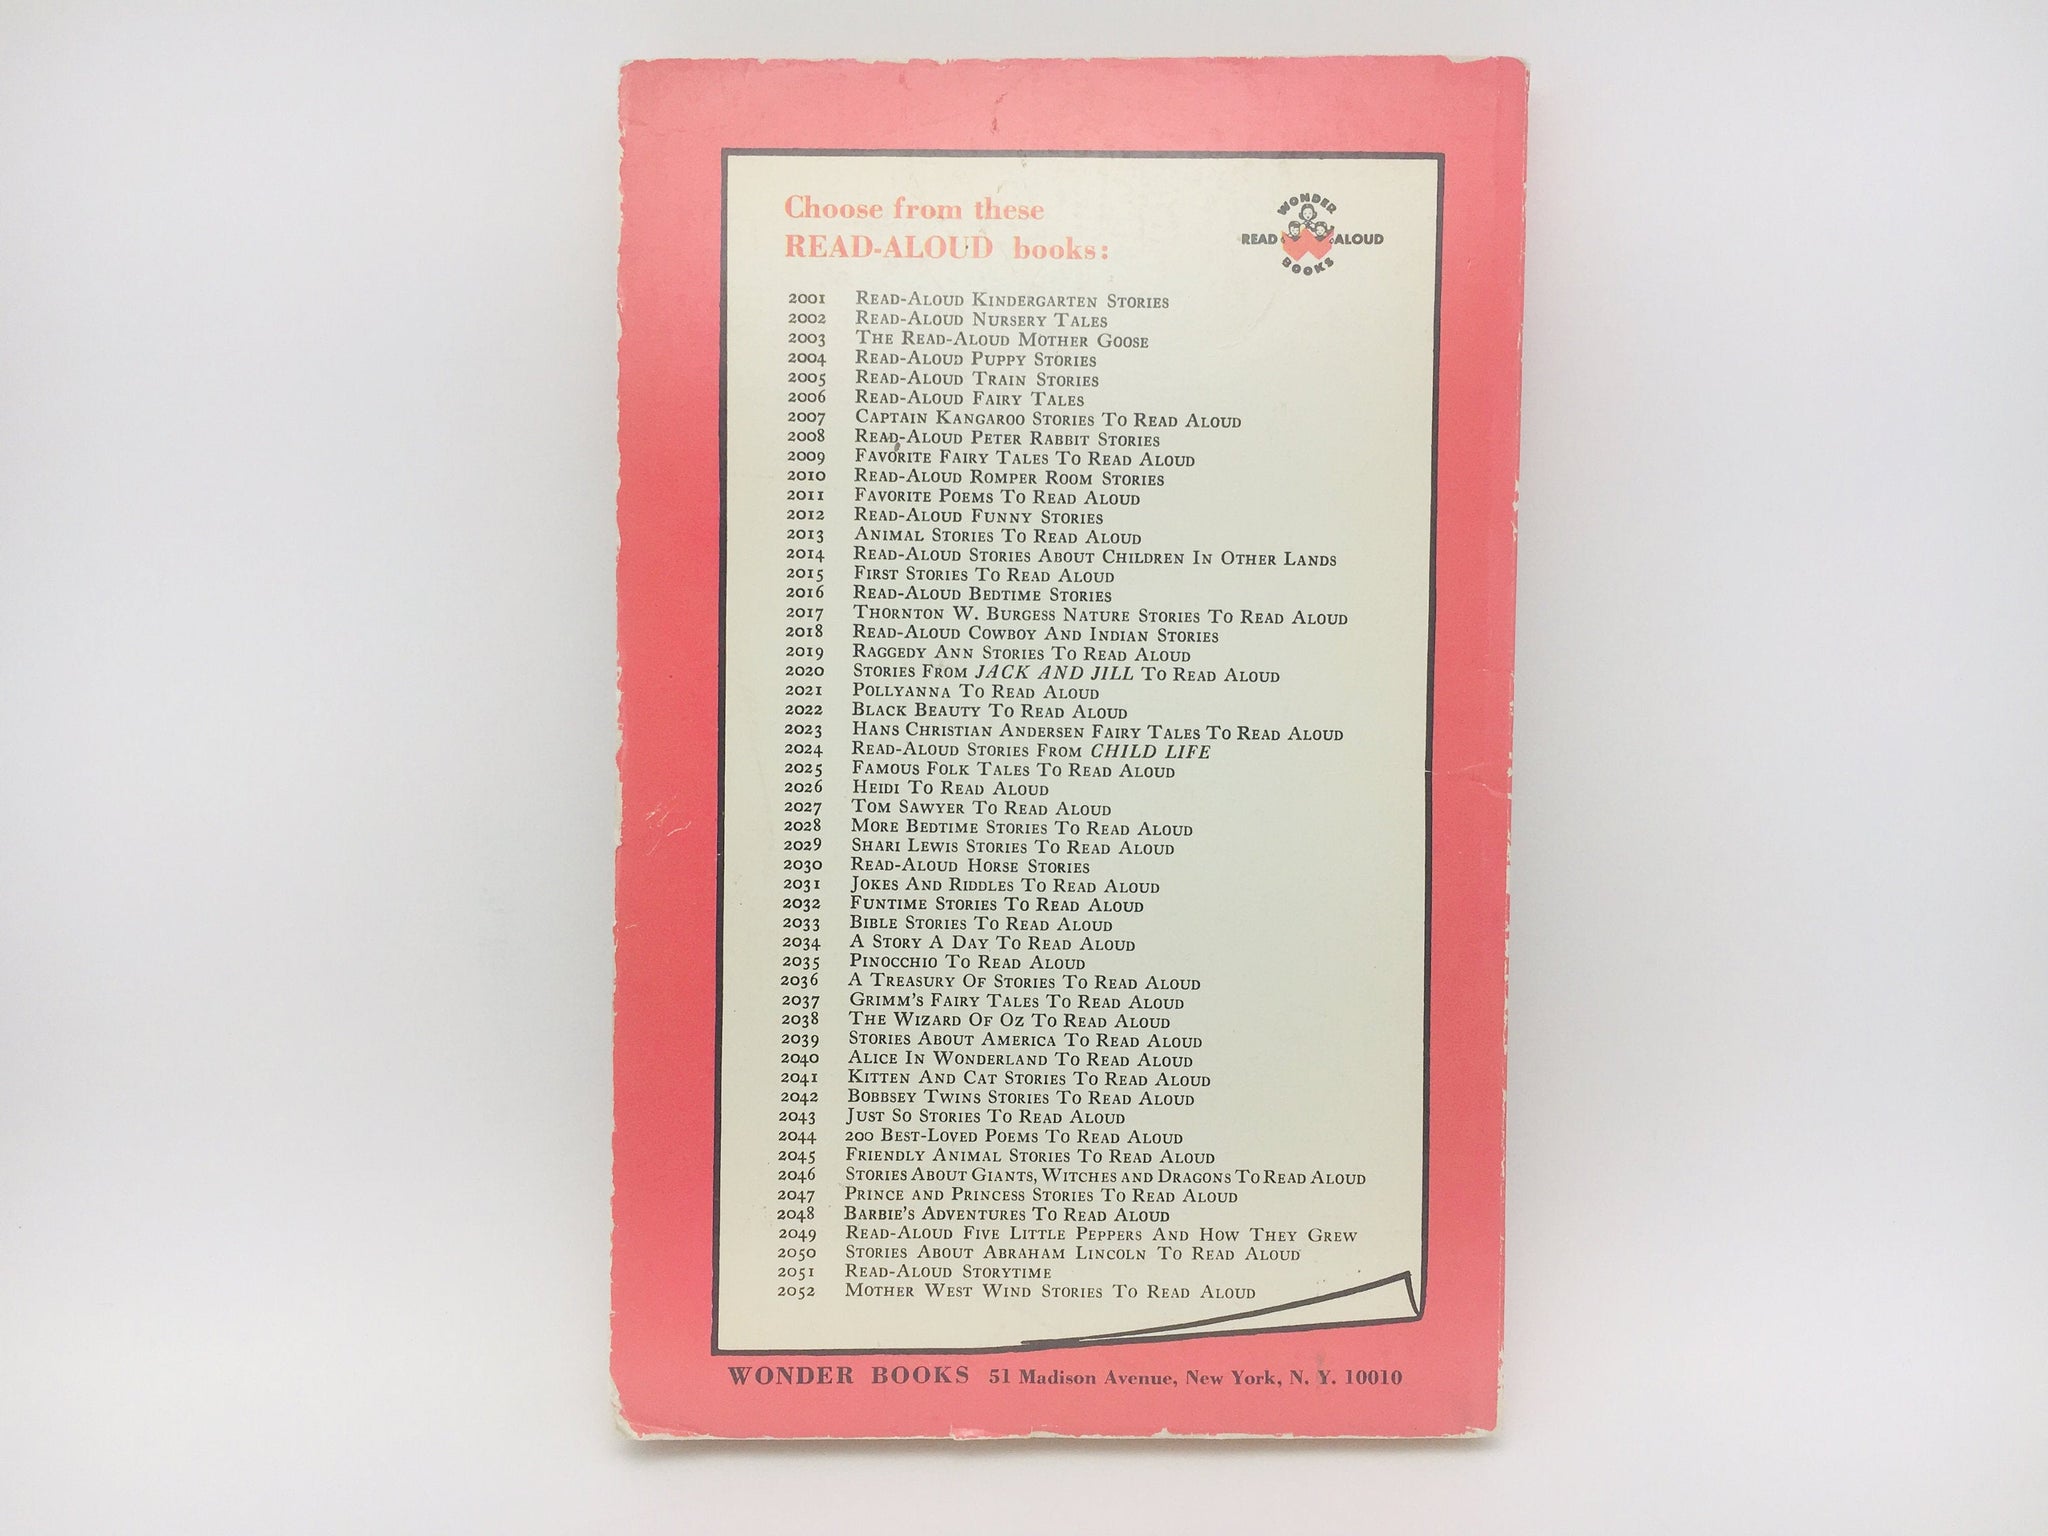 Choose from these
READ-ALOUD books:
WONDER
READ ALOUD
BOOKS
2001 READ-ALOUD KINDERGARTEN STORIES
2002 READ-ALOUD NURSERY TALES
2003 THE READ-ALOUD MOTHER GOOSE
2004 READ-ALOUD PUPPY STORIES
2005 READ-ALOUD TRAIN STORIES
2006 READ-ALOUD FAIRY TALES
2007 CAPTAIN KANGAROO STORIES TO READ ALOUD
2008 READ-ALOUD PETER RABBIT STORIES
2009 FAVORITE FAIRY TALES TO READ ALOUD
2010 READ-ALOUD ROMPER ROOM STORIES
2011 FAVORITE POEMS TO READ ALOUD
2012 READ-ALOUD FUNNY STORIES
2013 ANIMAL STORIES TO READ ALOUD
2014 READ-ALOUD STORIES ABOUT CHILDREN IN OTHER LANDS
2015 FIRST STORIES TO READ ALOUD
2016 READ-ALOUD BEDTIME STORIES
2017 THORNTON W. BURGESS NATURE STORIES TO READ ALOUD
2018 READ-ALOUD COWBOY AND INDIAN STORIES
2019 RAGGEDY ANN STORIES TO READ ALOUD
2020 STORIES FROM JACK AND JILL TO READ ALOUD
2021 POLLYANNA TO READ ALOUD
2022 BLACK BEAUTY TO READ ALOUD
2023 HANS CHRISTIAN ANDERSEN FAIRY TALES TO READ ALOUD
2024 READ-ALOUD STORIES FROM CHILD LIFE
2025 FAMOUS FOLK TALES TO READ ALOUD
2026 HEIDI TO READ ALOUD
2027 TOM SAWYER TO READ ALOUD
2028 MORE BEDTIME STORIES TO READ ALOUD
2029 SHARI LEWIS STORIES TO READ ALOUD
2030 READ-ALOUD HORSE STORIES
2031 JOKES AND RIDDLES TO READ ALOUD
2032 FUNTIME STORIES TO READ ALOUD
2033 BIBLE STORIES TO READ ALOUD
2034 A STORY A DAY TO READ ALOUD
2035 PINOCCHIO TO READ ALOUD
2036 A TREASURY OF STORIES TO READ ALOUD
2037 GRIMM'S FAIRY TALES TO READ ALOUD
2038 THE WIZARD OF OZ TO READ ALOUD
2039 STORIES ABOUT AMERICA TO READ ALOUD
2040 ALICE IN WONDERLAND TO READ ALOUD
2041 KITTEN AND CAT STORIES TO READ ALOUD
2042 BOBBSEY TWINS STORIES TO READ ALOUD
2043 JUST SO STORIES TO READ ALOUD
2044 200 BEST-LOVED POEMS TO READ ALOUD
2045 FRIENDLY ANIMAL STORIES TO READ ALOUD
2046 STORIES ABOUT GIANTS, WITCHES AND DRAGONS TO READ ALOUD
2047 PRINCE AND PRINCESS STORIES TO READ ALOUD
2048 BARBIE'S ADVENTURES TO READ ALOUD
2049 READ-ALOUD FIVE LITTLE PEPPERS AND HOW THEY GREW
2050 STORIES ABOUT ABRAHAM LINCOLN TO READ ALOUD
2051 READ-ALOUD STORYTIME
2052 MOTHER WEST WIND STORIES TO READ ALOUD
WONDER BOOKS 51 Madison Avenue, New York, N. Y. 10010